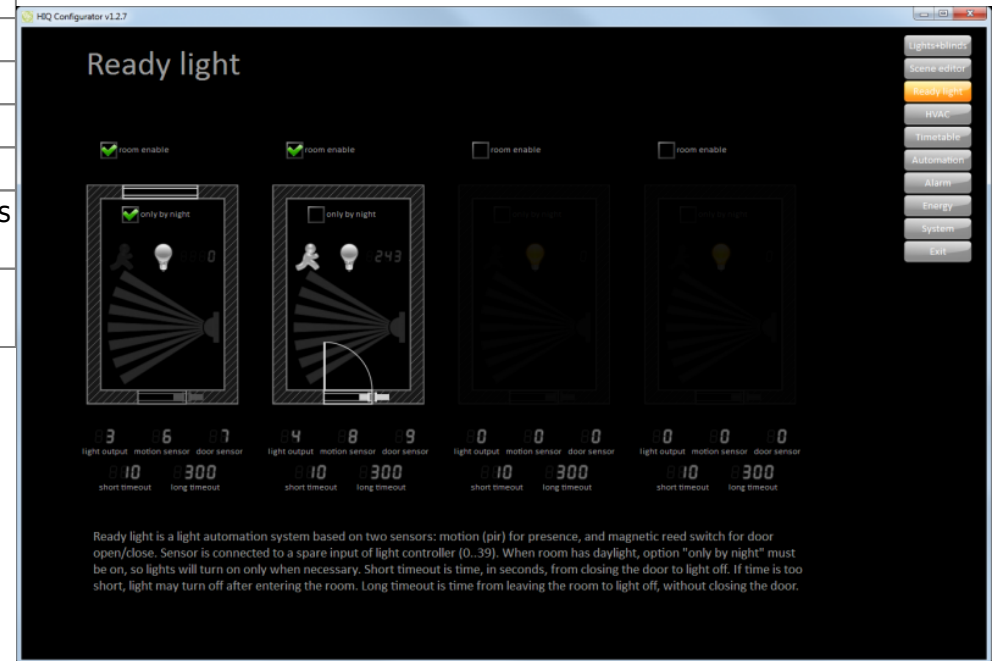 HIQ Configurator v1.2.7
Ready light
Lights+blinds
Scene editor
Ready light
HVAC
Timetable
Automation
Alarm
Energy
System
Exit
room enable room enable room enable room enable
s
only by night only by night only by night only by night
0 243
3 6 7 4 8 9 0 0 0 0 0 0
light output motion sensor door sensor light output motion sensor door sensor light output motion sensor door sensor light output motion sensor door sensor
10 300 10 300 10 300 10 300
short timeout long timeout short timeout long timeout short timeout long timeout short timeout long timeout
Ready light is a light automation system based on two sensors: motion (pir) for presence, and magnetic reed switch for door
open/close. Sensor is connected to a spare input of light controller (0..39). When room has daylight, option "only by night" must
be on, so lights will turn on only when necessary. Short timeout is time, in seconds, from closing the door to light off. If time is too
short, light may turn off after entering the room. Long timeout is time from leaving the room to light off, without closing the door.